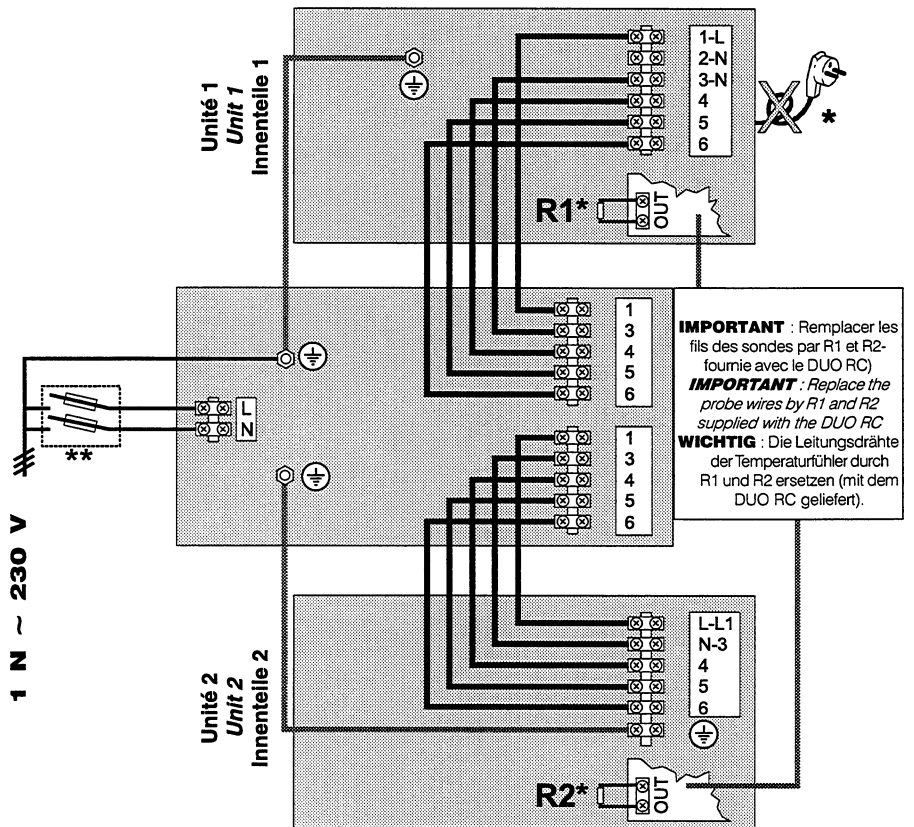 Unité 1
Unit 1
Innenteile 1
1-L
2-N
3-N
4
5
6
*
R1*
OUT
1
3
4
5
6
L
N
**
1
3
4
5
6
IMPORTANT : Remplacer les
fils des sondes par R1 et R2-
fournie avec le DUO RC)
IMPORTANT : Replace the
probe wires by R1 and R2
supplied with the DUO RC
WICHTIG : Die Leitungsdrähte
der Temperaturfühler durch
R1 und R2 ersetzen (mit dem
DUO RC geliefert).
1 N ~ 230 V
Unité 2
Unit 2
Innenteile 2
L-L1
N-3
4
5
6
R2*
OUT